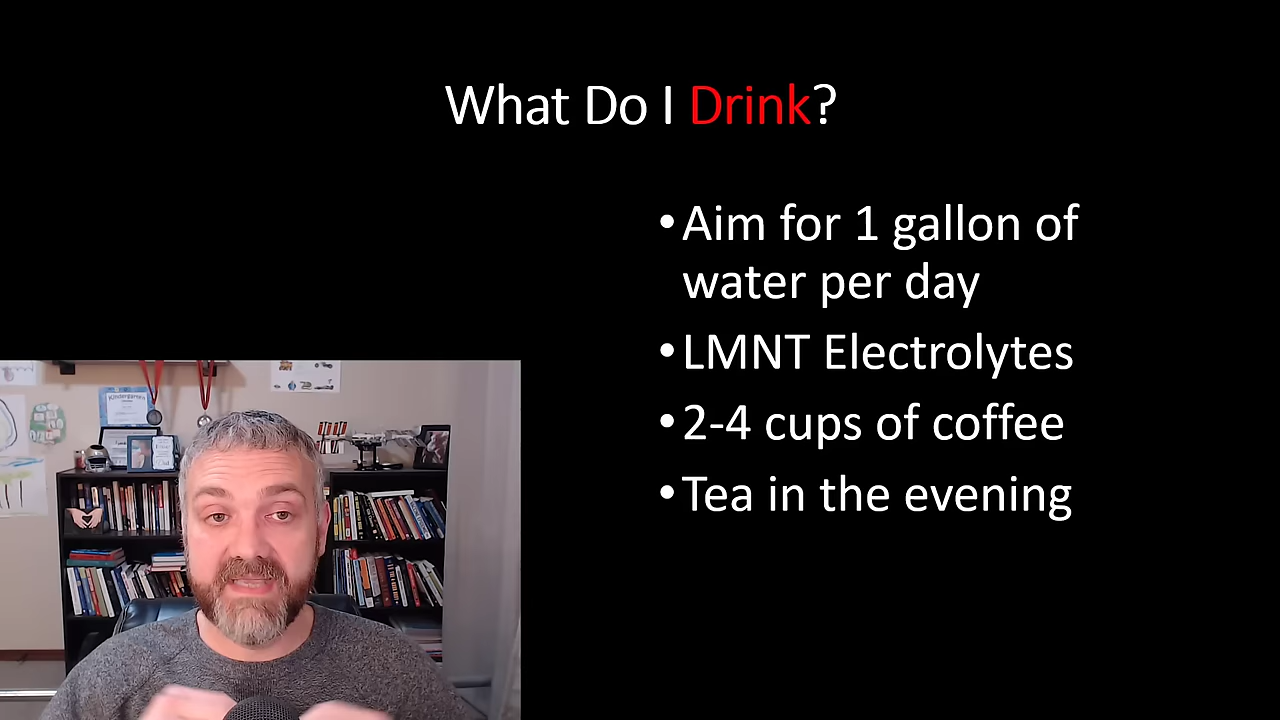 What Do I Drink?
•Aim for 1 gallon of
water per day
•LMNT Electrolytes
•2-4 cups of coffee
•Tea in the evening
Kindergarten